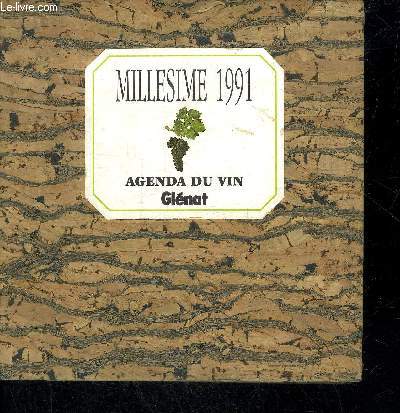 Le-livre.com
MILLESIME 1991
AGENDA DU VIN
Glénat